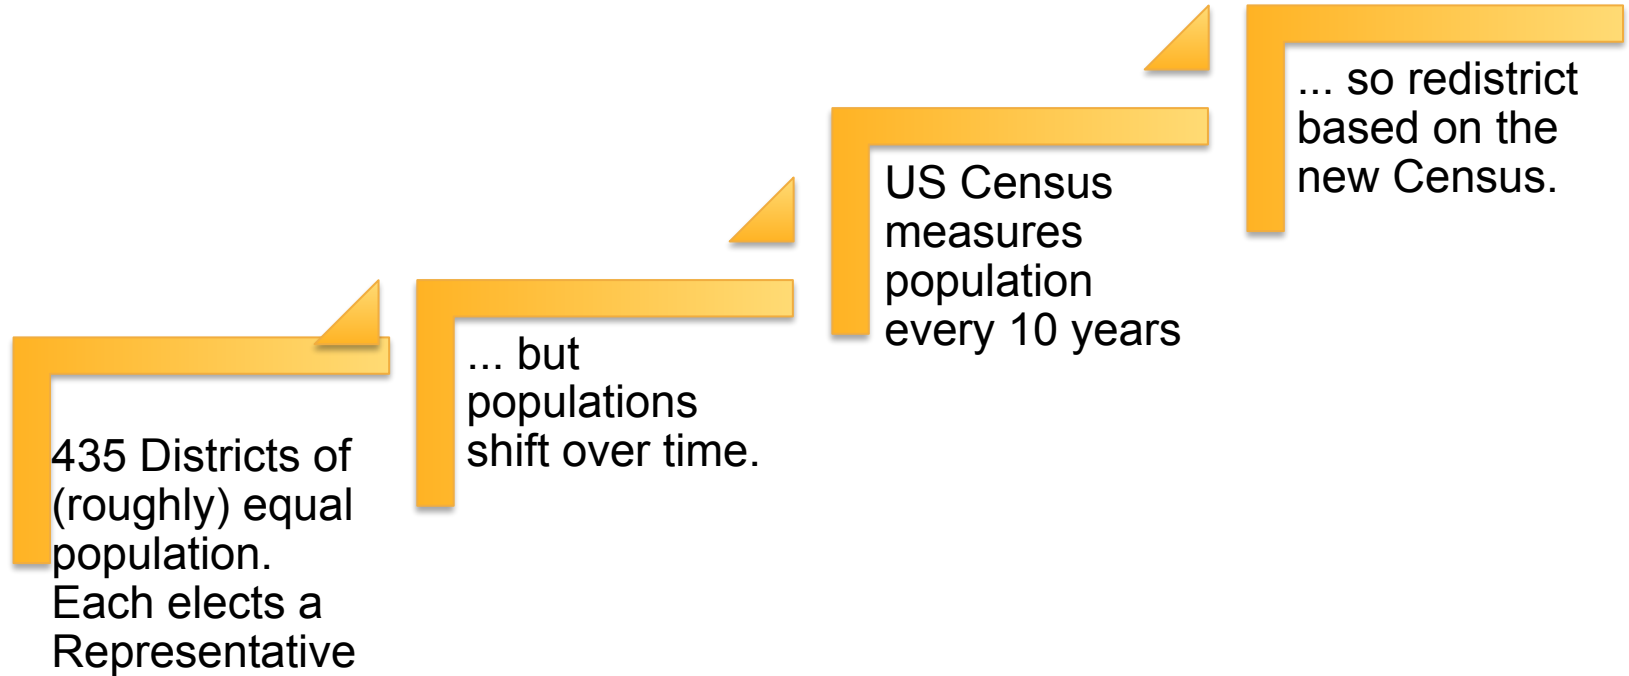 435 Districts of
(roughly) equal
population.
Each elects a
Representative
... but
populations
shift over time.
US Census
measures
population
every 10 years
... so redistrict
based on the
new Census.